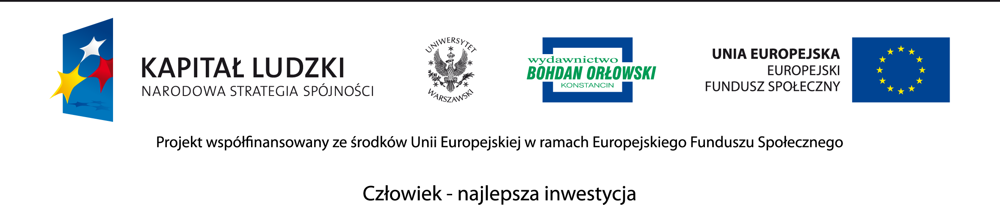 KAPITAŁ LUDZKI
NARODOWA STRATEGIA SPÓJNOŚCI
UNIWERSYTET
WARSZAWSKI
wydawnictwo
BOHDAN ORŁOWSKI
KONSTANCIN
UNIA EUROPEJSKA
EUROPEJSKI
FUNDUSZ SPOŁECZNY
Projekt współfinansowany ze środków Unii Europejskiej w ramach Europejskiego Funduszu Społecznego
Człowiek - najlepsza inwestycja